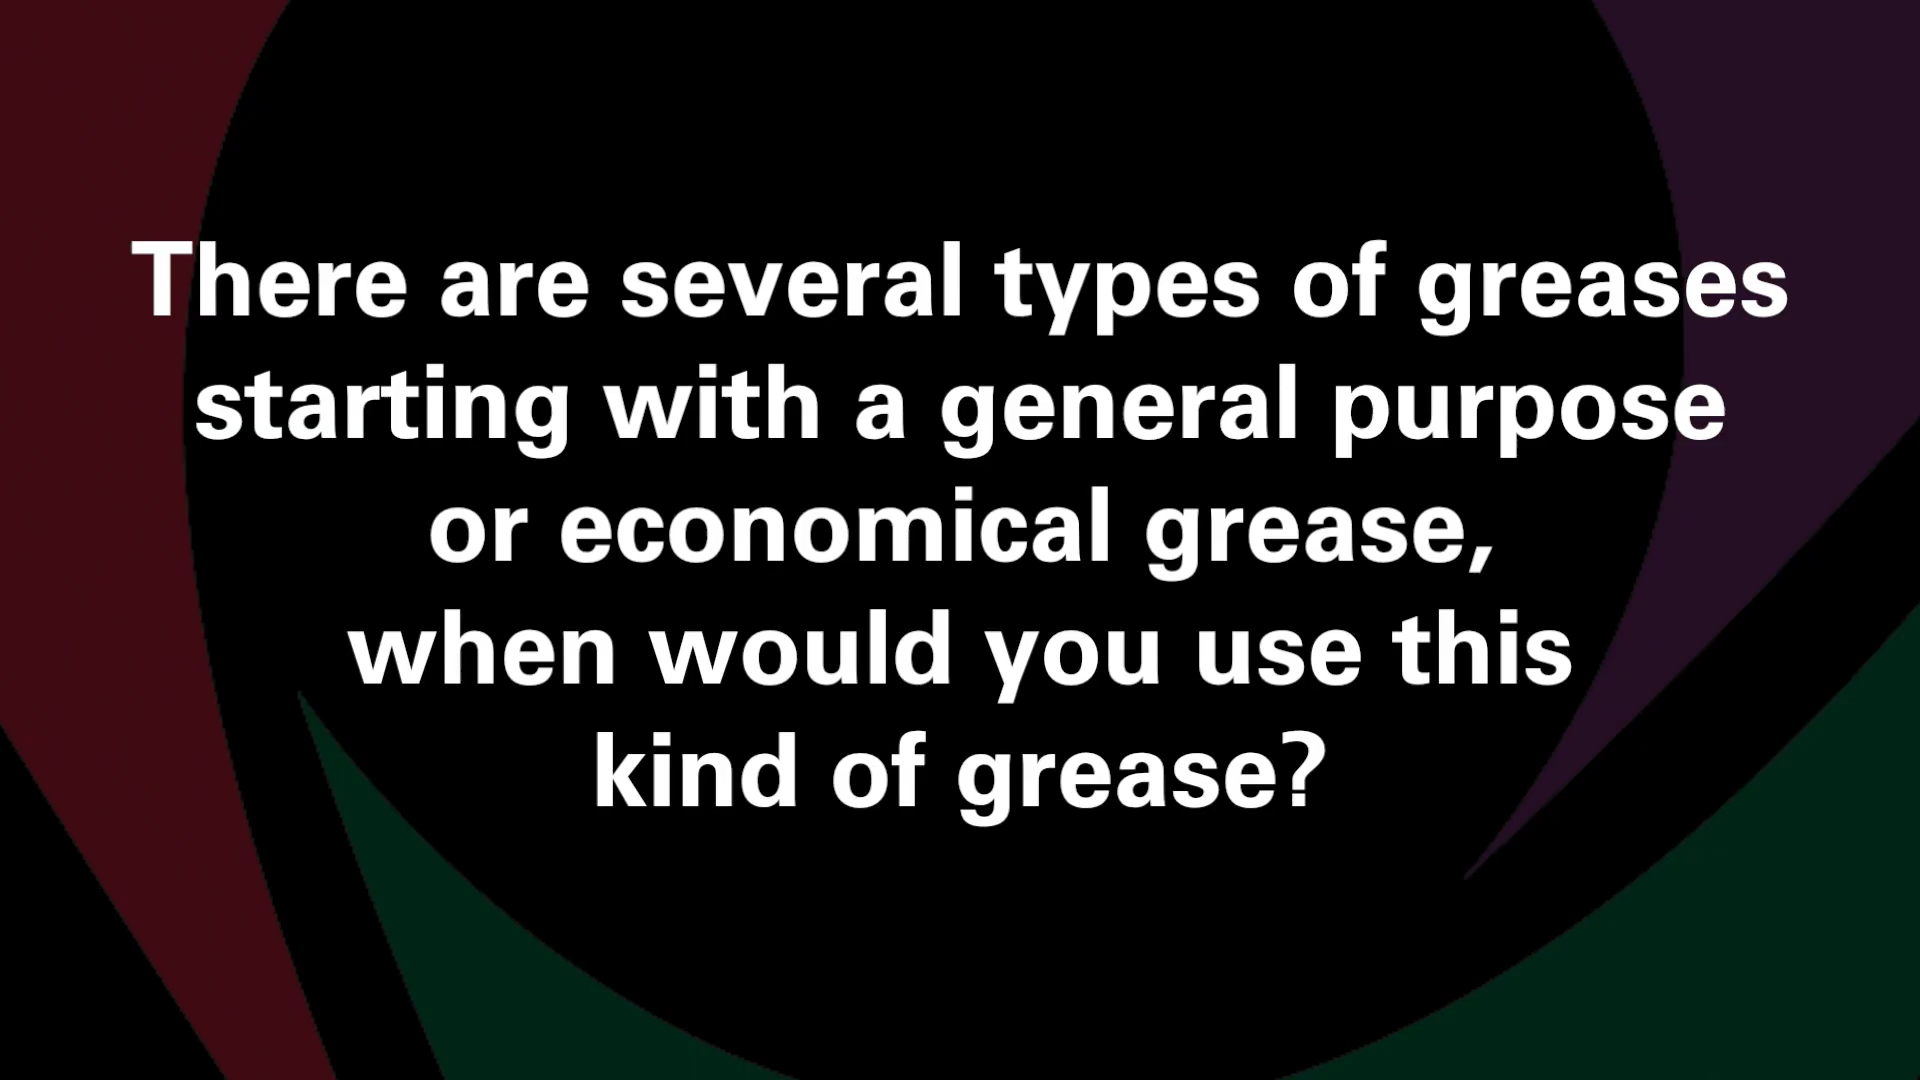 There are several types of greases
starting with a general purpose
or economical grease,
when would you use this
kind of grease?